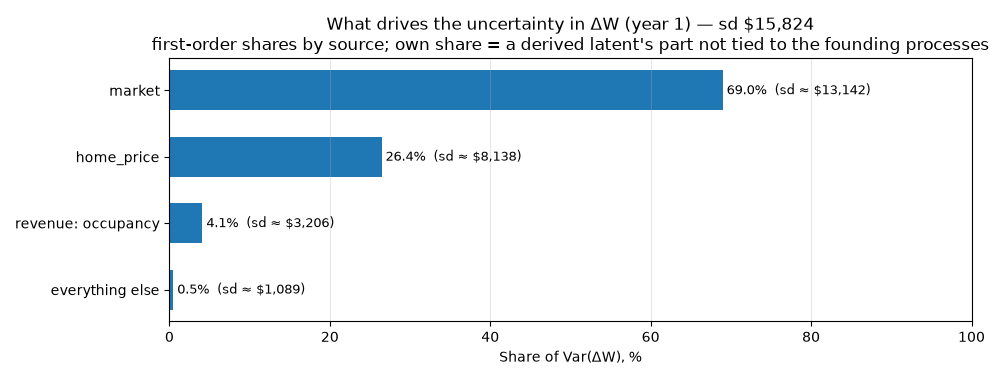 What drives the uncertainty in ΔW (year 1) — sd $15,824
first-order shares by source; own share = a derived latent's part not tied to the founding processes
market
69.0%  (sd ≈ $13,142)
home_price
26.4%  (sd ≈ $8,138)
revenue: occupancy
4.1%  (sd ≈ $3,206)
everything else
0.5%  (sd ≈ $1,089)
0 20 40 60 80 100
Share of Var(ΔW), %